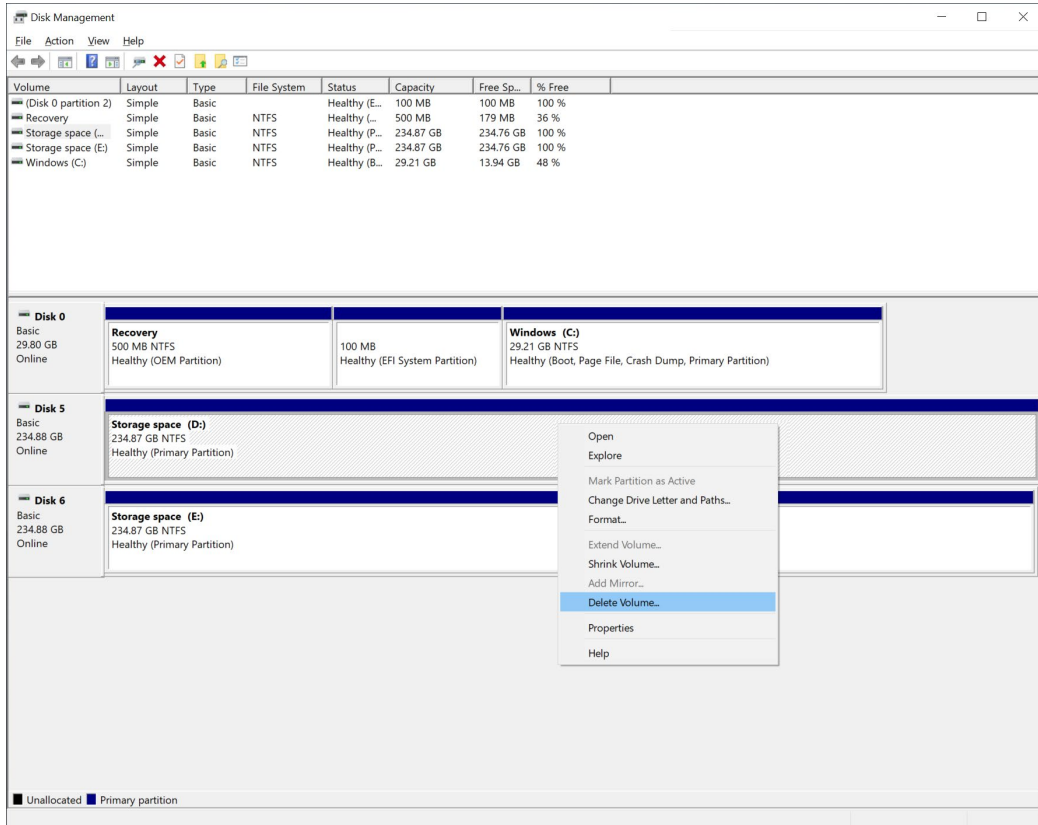 Disk Management
File Action View Help
Volume Layout Type File System Status Capacity Free Sp... % Free
(Disk 0 partition 2) Simple Basic Healthy (E... 100 MB 100 MB 100 %
Recovery Simple Basic NTFS Healthy (... 500 MB 179 MB 36 %
Storage space (... Simple Basic NTFS Healthy (P... 234.87 GB 234.76 GB 100 %
Storage space (E:) Simple Basic NTFS Healthy (P... 234.87 GB 234.76 GB 100 %
Windows (C:) Simple Basic NTFS Healthy (B... 29.21 GB 13.94 GB 48 %
Disk 0
Basic
29.80 GB
Online
Recovery
500 MB NTFS
Healthy (OEM Partition)
100 MB
Healthy (EFI System Partition)
Windows (C:)
29.21 GB NTFS
Healthy (Boot, Page File, Crash Dump, Primary Partition)
Disk 5
Basic
234.88 GB
Online
Storage space (D:)
234.87 GB NTFS
Healthy (Primary Partition)
Disk 6
Basic
234.88 GB
Online
Storage space (E:)
234.87 GB NTFS
Healthy (Primary Partition)
Open
Explore
Mark Partition as Active
Change Drive Letter and Paths...
Format...
Extend Volume...
Shrink Volume...
Add Mirror...
Delete Volume...
Properties
Help
Unallocated Primary partition